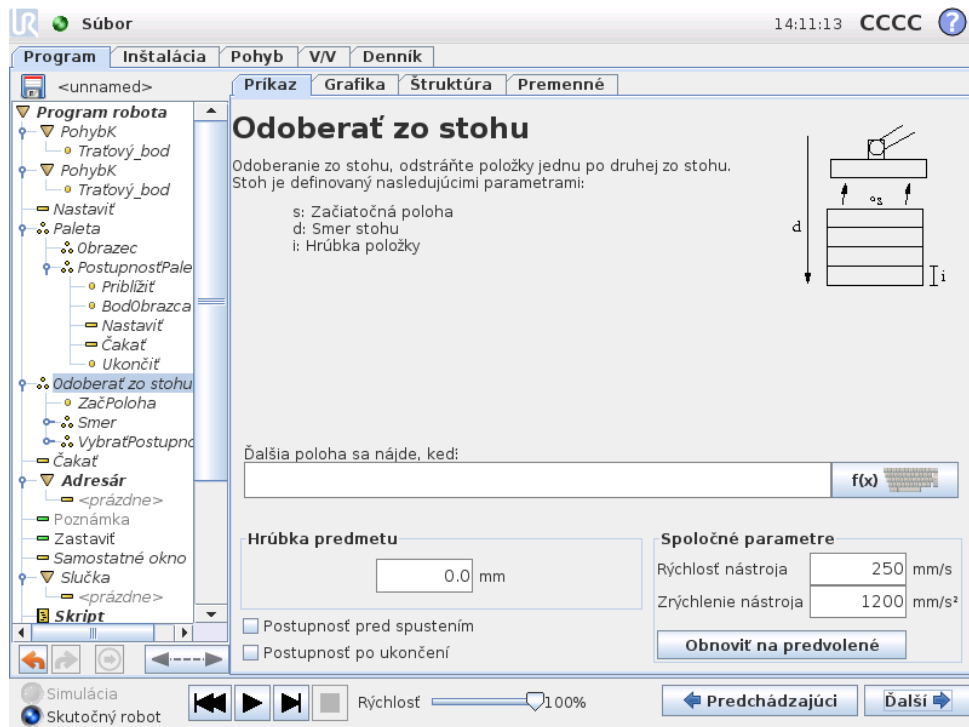 UR Súbor 14:11:13 CCCC ?
Program Inštalácia Pohyb V/V Denník
<unnamed>
Príkaz Grafika Štruktúra Premenné
Program robota
PohybK
Traťový_bod
PohybK
Traťový_bod
Nastaviť
Paleta
Obrazec
PostupnosťPale
Priblížiť
BodObrazca
Nastaviť
Čakať
Ukončiť
Odoberať zo stohu
ZačPoloha
Smer
VybraťPostupno
Čakať
Adresár
<prázdne>
Poznámka
Zastaviť
Samostatné okno
Slučka
<prázdne>
Skript
Odoberať zo stohu
Odoberanie zo stohu, odstráňte položky jednu po druhej zo stohu.
Stoh je definovaný nasledujúcimi parametrami:
s: Začiatočná poloha
d: Smer stohu
i: Hrúbka položky
s
d
i
Ďalšia poloha sa nájde, keď:
f(x)
Hrúbka predmetu
0.0 mm
Postupnosť pred spustením
Postupnosť po ukončení
Spoločné parametre
Rýchlosť nástroja 250 mm/s
Zrýchlenie nástroja 1200 mm/s²
Obnoviť na predvolené
Simulácia
Skutočný robot
Rýchlosť 100%
Predchádzajúci Ďalší